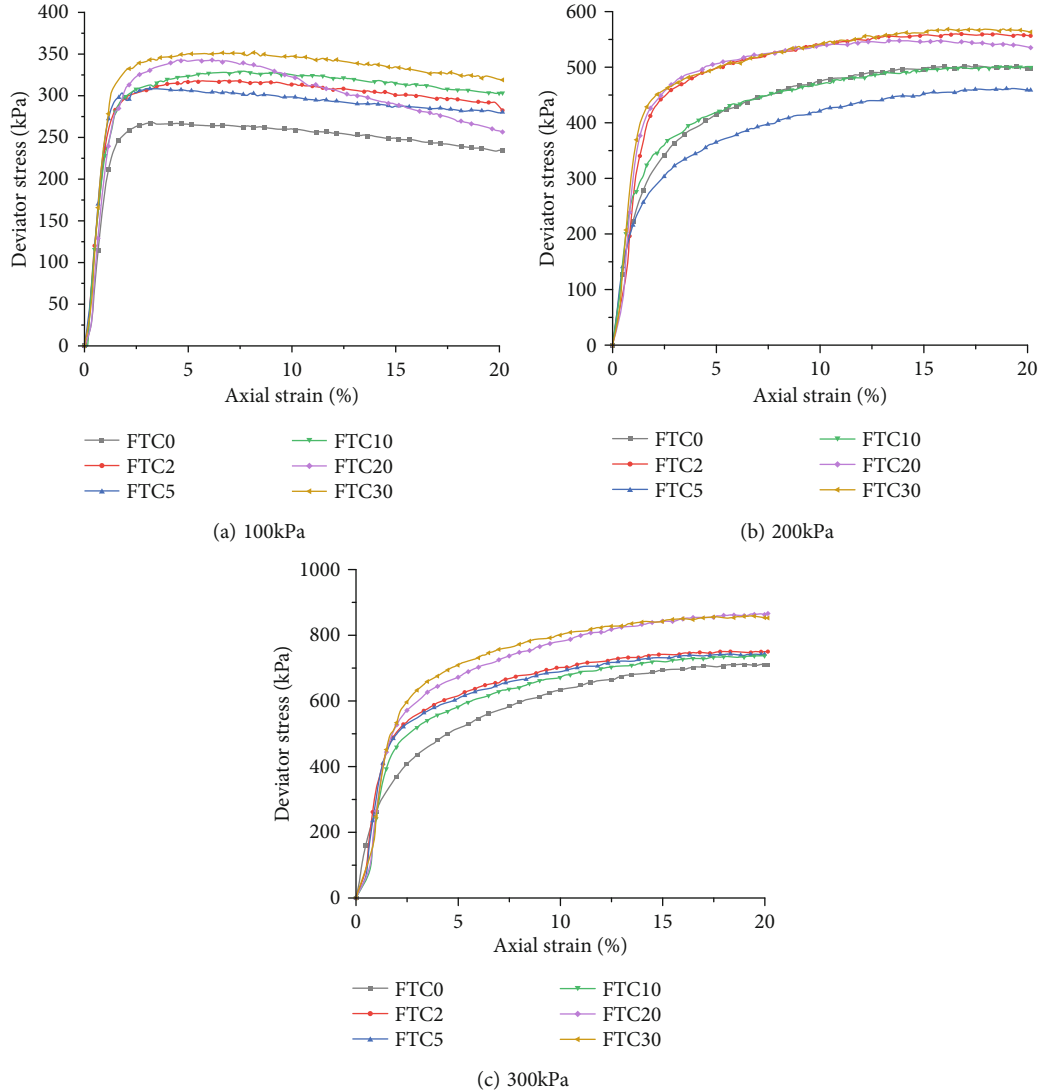 400
350
300
250
200
150
100
50
0
Deviator stress (kPa)
0 5 10 15 20
Axial strain (%)
FTC0 FTC10
FTC2 FTC20
FTC5 FTC30
(a) 100kPa
600
500
400
300
200
100
0
Deviator stress (kPa)
0 5 10 15 20
Axial strain (%)
FTC0 FTC10
FTC2 FTC20
FTC5 FTC30
(b) 200kPa
1000
800
600
400
200
0
Deviator stress (kPa)
0 5 10 15 20
Axial strain (%)
FTC0 FTC10
FTC2 FTC20
FTC5 FTC30
(c) 300kPa